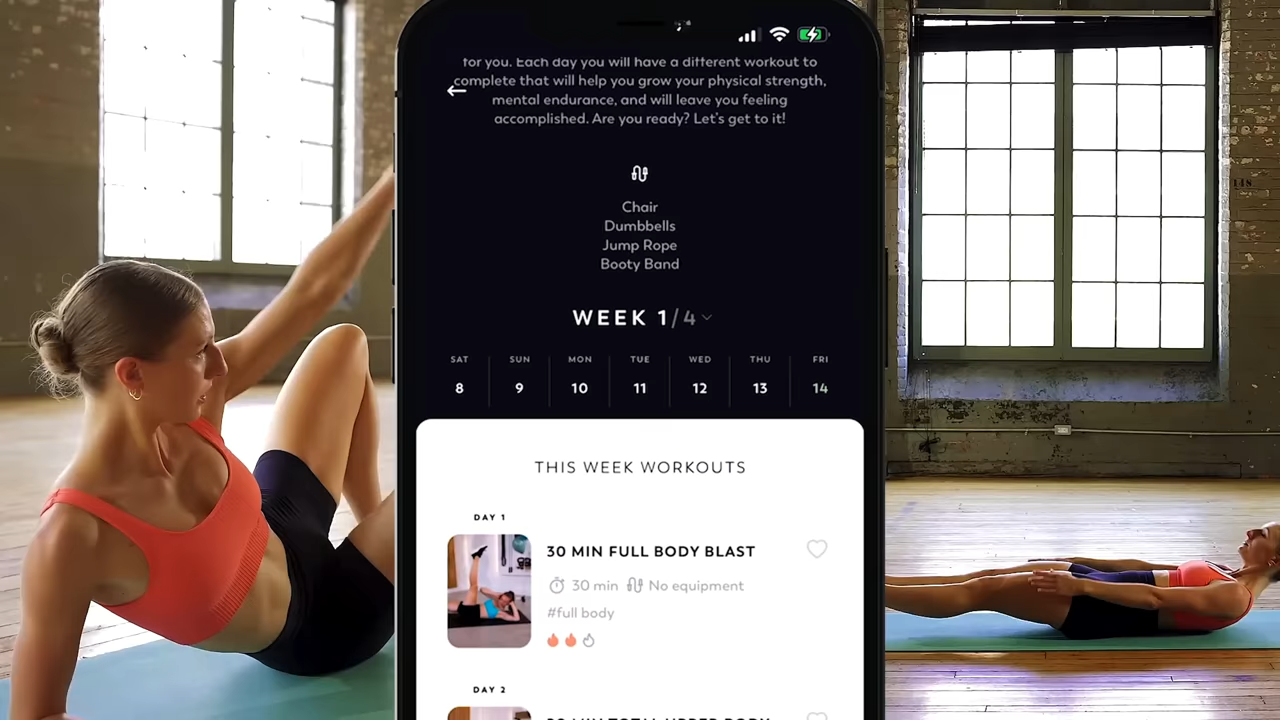 for you. Each day you will have a different workout to
complete that will help you grow your physical strength,
mental endurance, and will leave you feeling
accomplished. Are you ready? Let's get to it!
Chair
Dumbbells
Jump Rope
Booty Band
WEEK 1/4
SAT SUN MON TUE WED THU FRI
8 9 10 11 12 13 14
THIS WEEK WORKOUTS
DAY 1
30 MIN FULL BODY BLAST
30 min No equipment
#full body
DAY 2